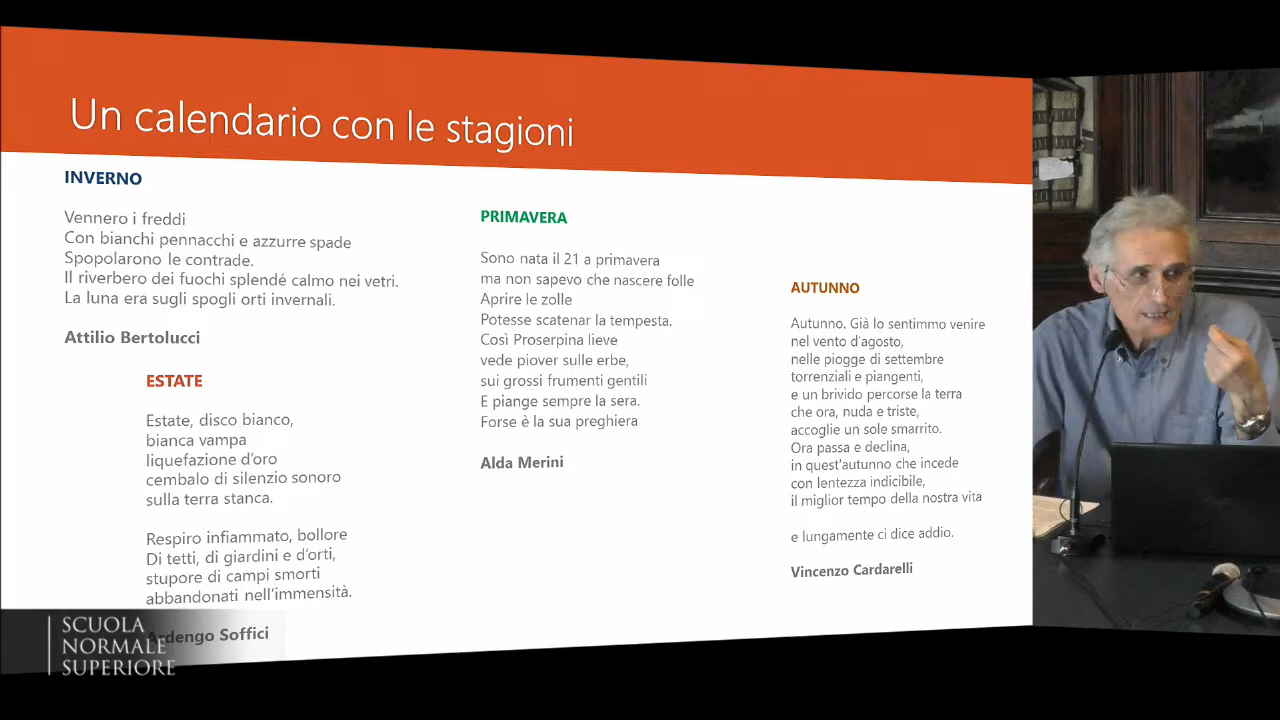 Un calendario con le stagioni
INVERNO
Vennero i freddi
Con bianchi pennacchi e azzurre spade
Spopolarono le contrade.
Il riverbero dei fuochi splendé calmo nei vetri.
La luna era sugli spogli orti invernali.
Attilio Bertolucci
ESTATE
Estate, disco bianco,
bianca vampa
liquefazione d'oro
cembalo di silenzio sonoro
sulla terra stanca.
Respiro infiammato, bollore
Di tetti, di giardini e d'orti,
stupore di campi smorti
abbandonati nell'immensità.
Ardengo Soffici
PRIMAVERA
Sono nata il 21 a primavera
ma non sapevo che nascere folle
Aprire le zolle
Potesse scatenar la tempesta.
Così Proserpina lieve
vede piover sulle erbe,
sui grossi frumenti gentili
E piange sempre la sera.
Forse è la sua preghiera
Alda Merini
AUTUNNO
Autunno. Già lo sentimmo venire
nel vento d'agosto,
nelle piogge di settembre
torrenziali e piangenti,
e un brivido percorse la terra
che ora, nuda e triste,
accoglie un sole smarrito.
Ora passa e declina,
in quest'autunno che incede
con lentezza indicibile,
il miglior tempo della nostra vita
e lungamente ci dice addio.
Vincenzo Cardarelli
SCUOLA
NORMALE
SUPERIORE